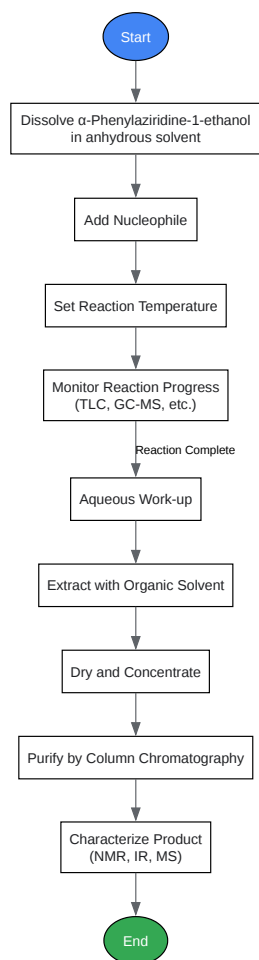 Start
Dissolve α-Phenylaziridine-1-ethanol
in anhydrous solvent
Add Nucleophile
Set Reaction Temperature
Monitor Reaction Progress
(TLC, GC-MS, etc.)
Reaction Complete
Aqueous Work-up
Extract with Organic Solvent
Dry and Concentrate
Purify by Column Chromatography
Characterize Product
(NMR, IR, MS)
End